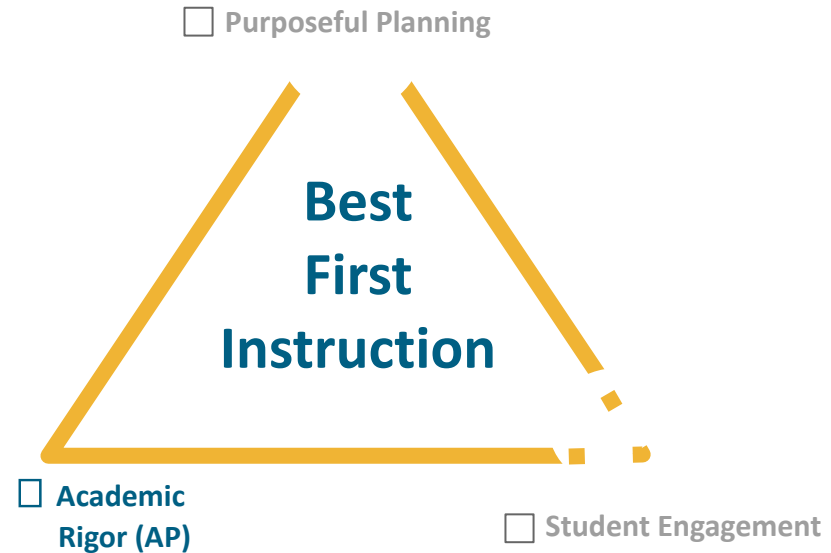 ☐ Purposeful Planning
Best
First
Instruction
☐ Academic
Rigor (AP)
☐ Student Engagement